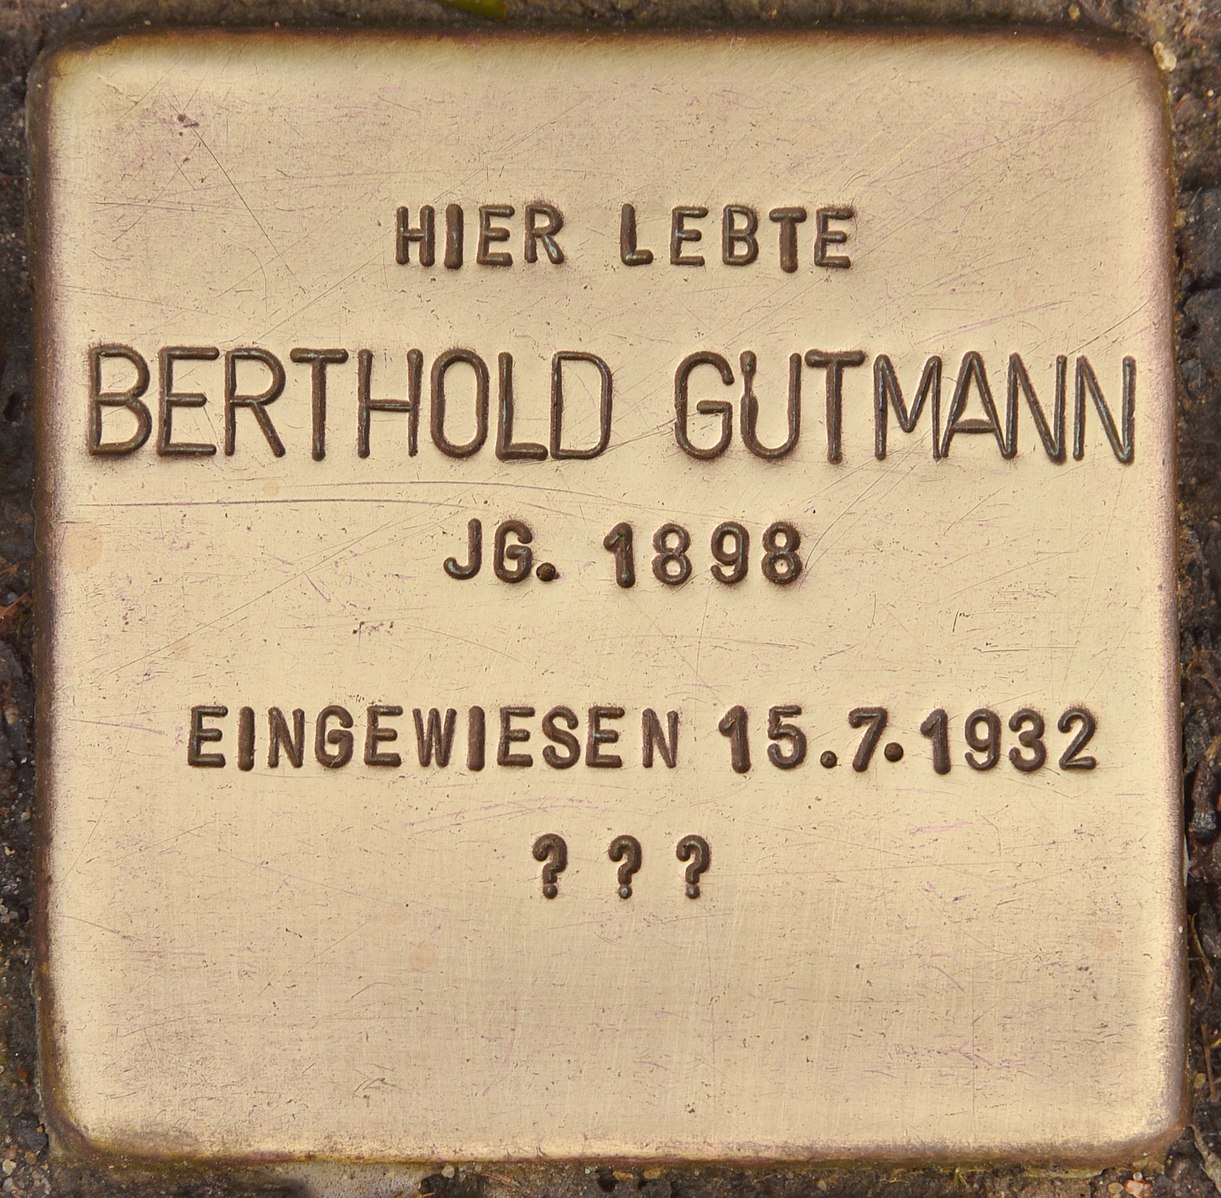 HIER LEBTE
BERTHOLD GUTMANN
JG. 1898
EINGEWIESEN 15.7.1932
? ? ?